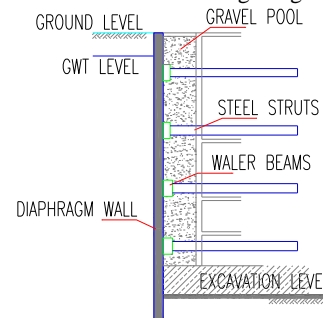 GROUND LEVEL
GRAVEL POOL
GWT LEVEL
STEEL STRUTS
WALER BEAMS
DIAPHRAGM WALL
EXCAVATION LEVE